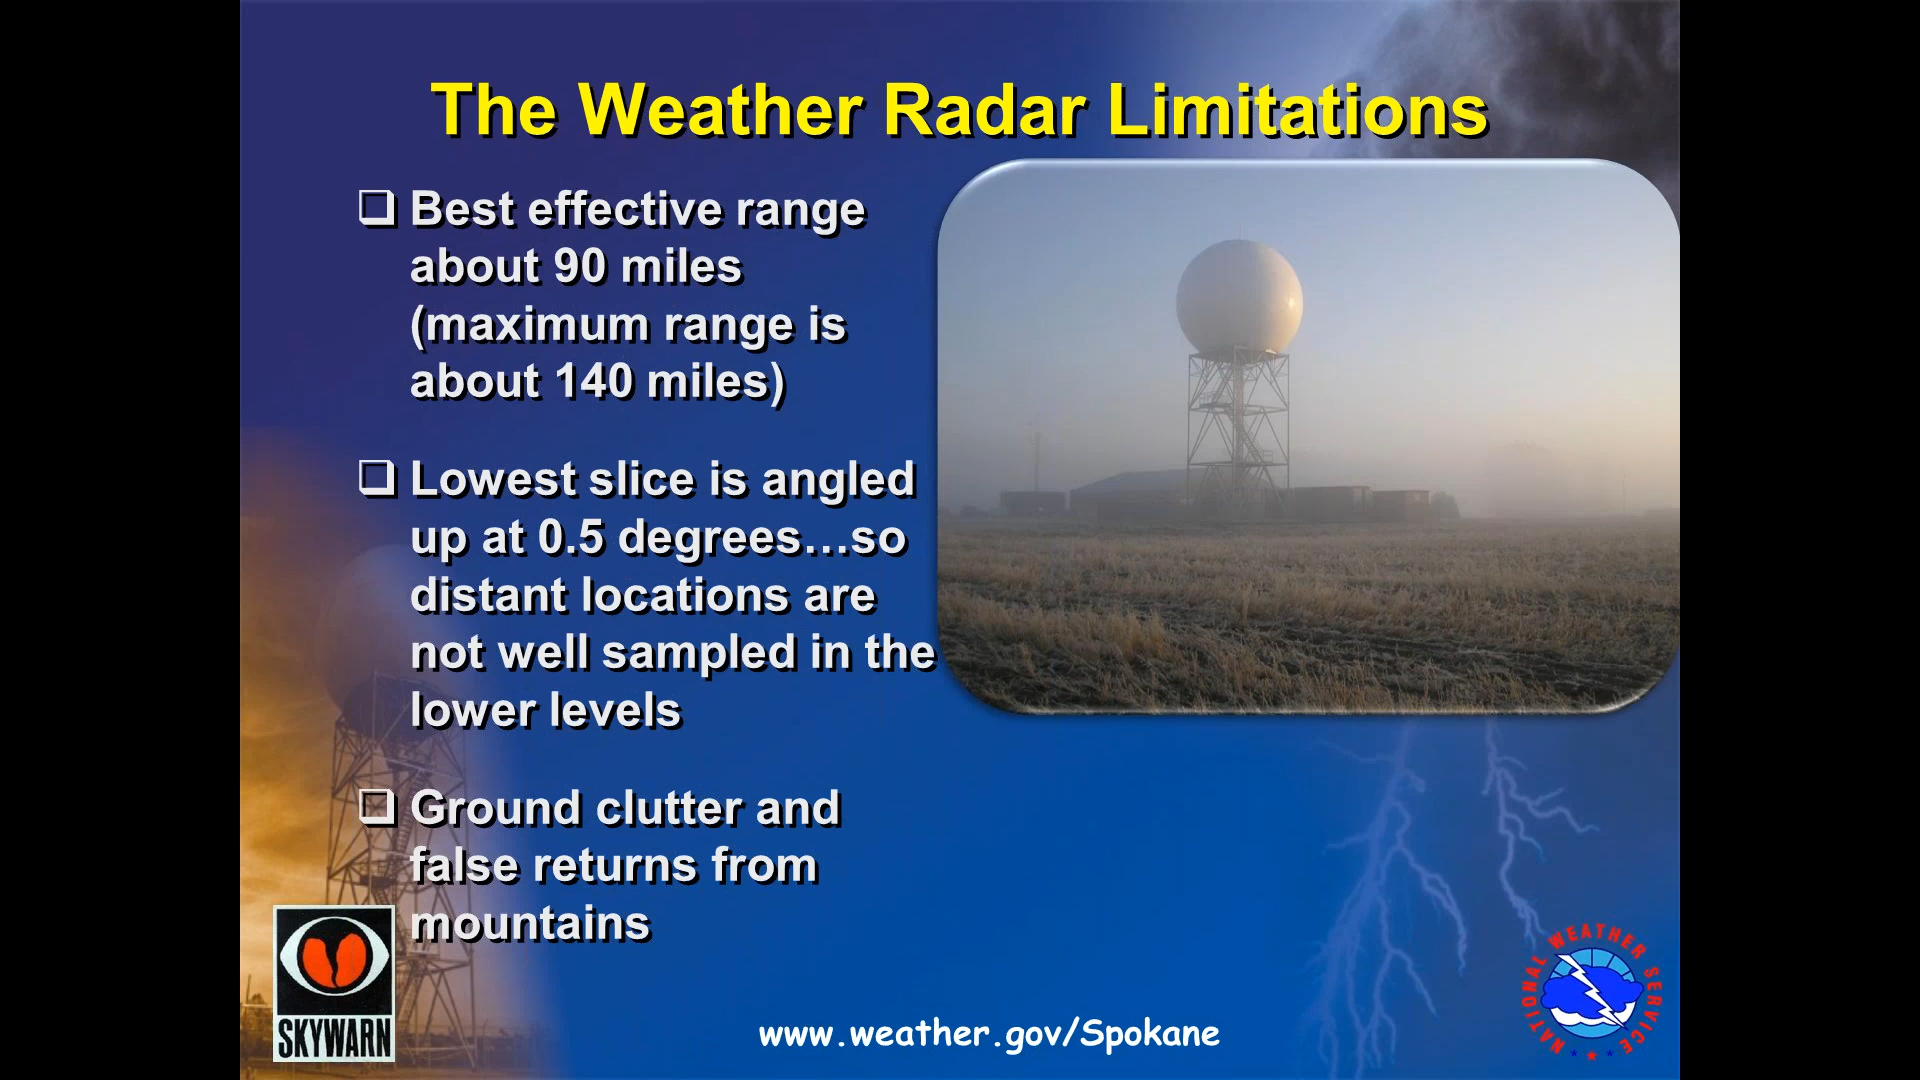 The Weather Radar Limitations
Best effective range
about 90 miles
(maximum range is
about 140 miles)
Lowest slice is angled
up at 0.5 degrees…so
distant locations are
not well sampled in the
lower levels
Ground clutter and
false returns from
mountains
SKYWARN
www.weather.gov/Spokane
NATIONAL WEATHER SERVICE